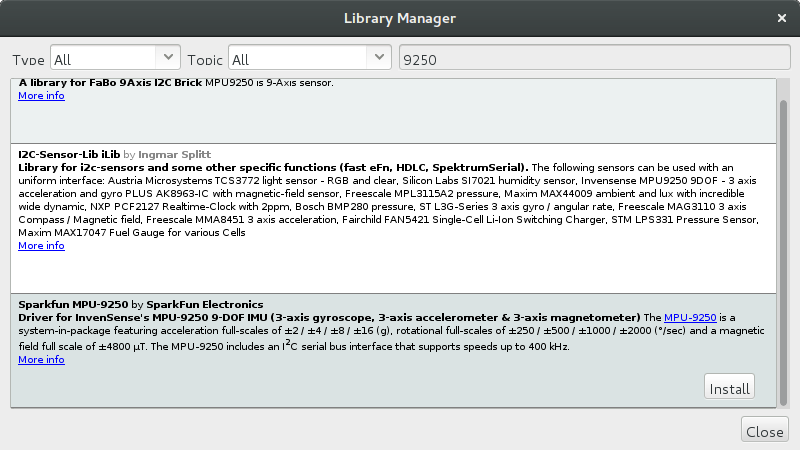 Library Manager
Type All Topic All 9250
A library for FaBo 9Axis I2C Brick MPU9250 is 9-Axis sensor.
More info
I2C-Sensor-Lib iLib by Ingmar Splitt
Library for i2c-sensors and some other specific functions (fast eFn, HDLC, SpektrumSerial). The following sensors can be used with an
uniform interface: Austria Microsystems TCS3772 light sensor - RGB and clear, Silicon Labs SI7021 humidity sensor, Invensense MPU9250 9DOF - 3 axis
acceleration and gyro PLUS AK8963-IC with magnetic-field sensor, Freescale MPL3115A2 pressure, Maxim MAX44009 ambient and lux with incredible
wide dynamic, NXP PCF2127 Realtime-Clock with 2ppm, Bosch BMP280 pressure, ST L3G-Series 3 axis gyro / angular rate, Freescale MAG3110 3 axis
Compass / Magnetic field, Freescale MMA8451 3 axis acceleration, Fairchild FAN5421 Single-Cell Li-Ion Switching Charger, STM LPS331 Pressure Sensor,
Maxim MAX17047 Fuel Gauge for various Cells
More info
Sparkfun MPU-9250 by SparkFun Electronics
Driver for InvenSense's MPU-9250 9-DOF IMU (3-axis gyroscope, 3-axis accelerometer & 3-axis magnetometer) The MPU-9250 is a
system-in-package featuring acceleration full-scales of ±2 / ±4 / ±8 / ±16 (g), rotational full-scales of ±250 / ±500 / ±1000 / ±2000 (°/sec) and a magnetic
field full scale of ±4800 µT. The MPU-9250 includes an I²C serial bus interface that supports speeds up to 400 kHz.
More info
Install
Close